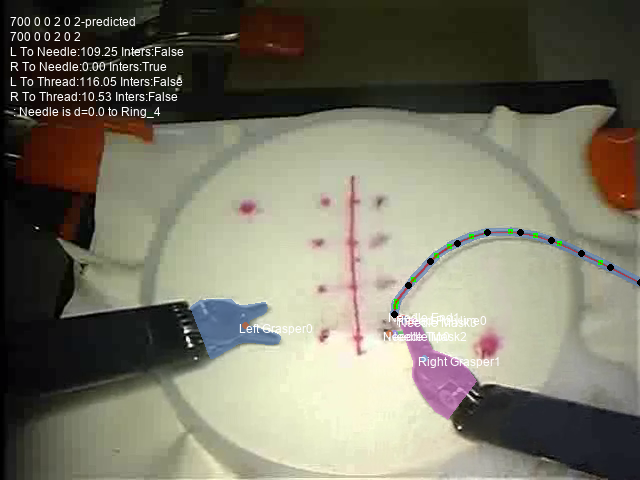 700 0 0 2 0 2-predicted
700 0 0 2 0 2
L To Needle:109.25 Inters:False
R To Needle:0.00 Inters:True
L To Thread:116.05 Inters:False
R To Thread:10.53 Inters:False
: Needle is d=0.0 to Ring_4
Left Grasper0
Right Grasper1